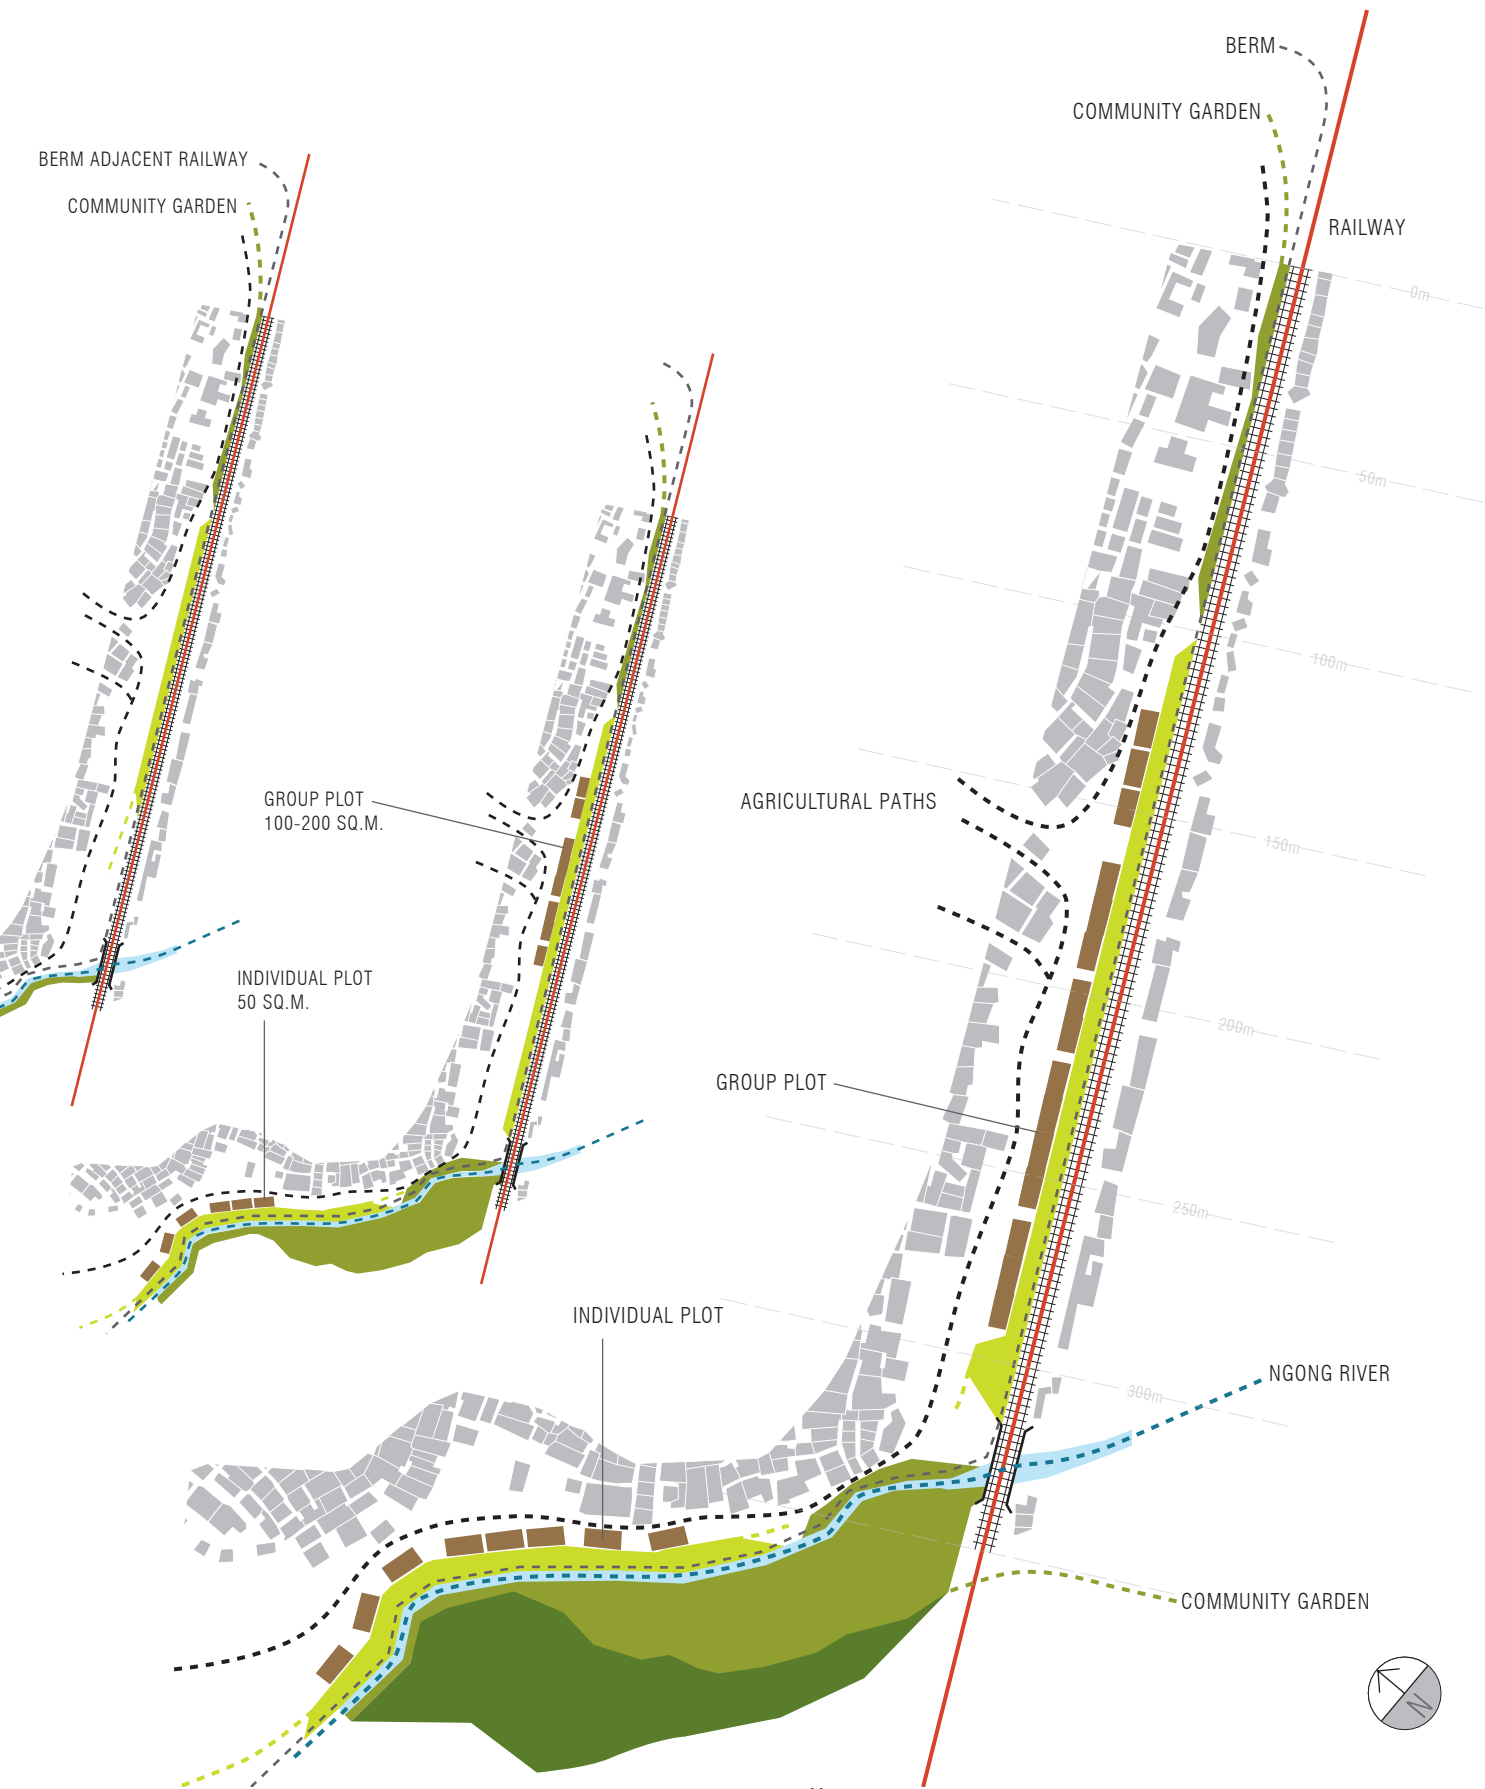 BERM
COMMUNITY GARDEN
BERM ADJACENT RAILWAY
COMMUNITY GARDEN
RAILWAY
0m
50m
100m
GROUP PLOT
100-200 SQ.M.
AGRICULTURAL PATHS
150m
INDIVIDUAL PLOT
50 SQ.M.
200m
GROUP PLOT
250m
INDIVIDUAL PLOT
NGONG RIVER
300m
COMMUNITY GARDEN
N